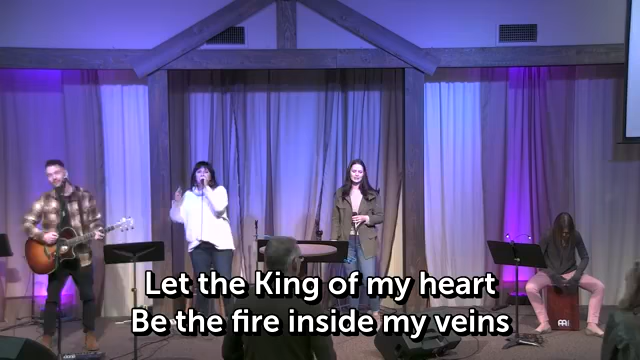 Let the King of my heart
Be the fire inside my veins